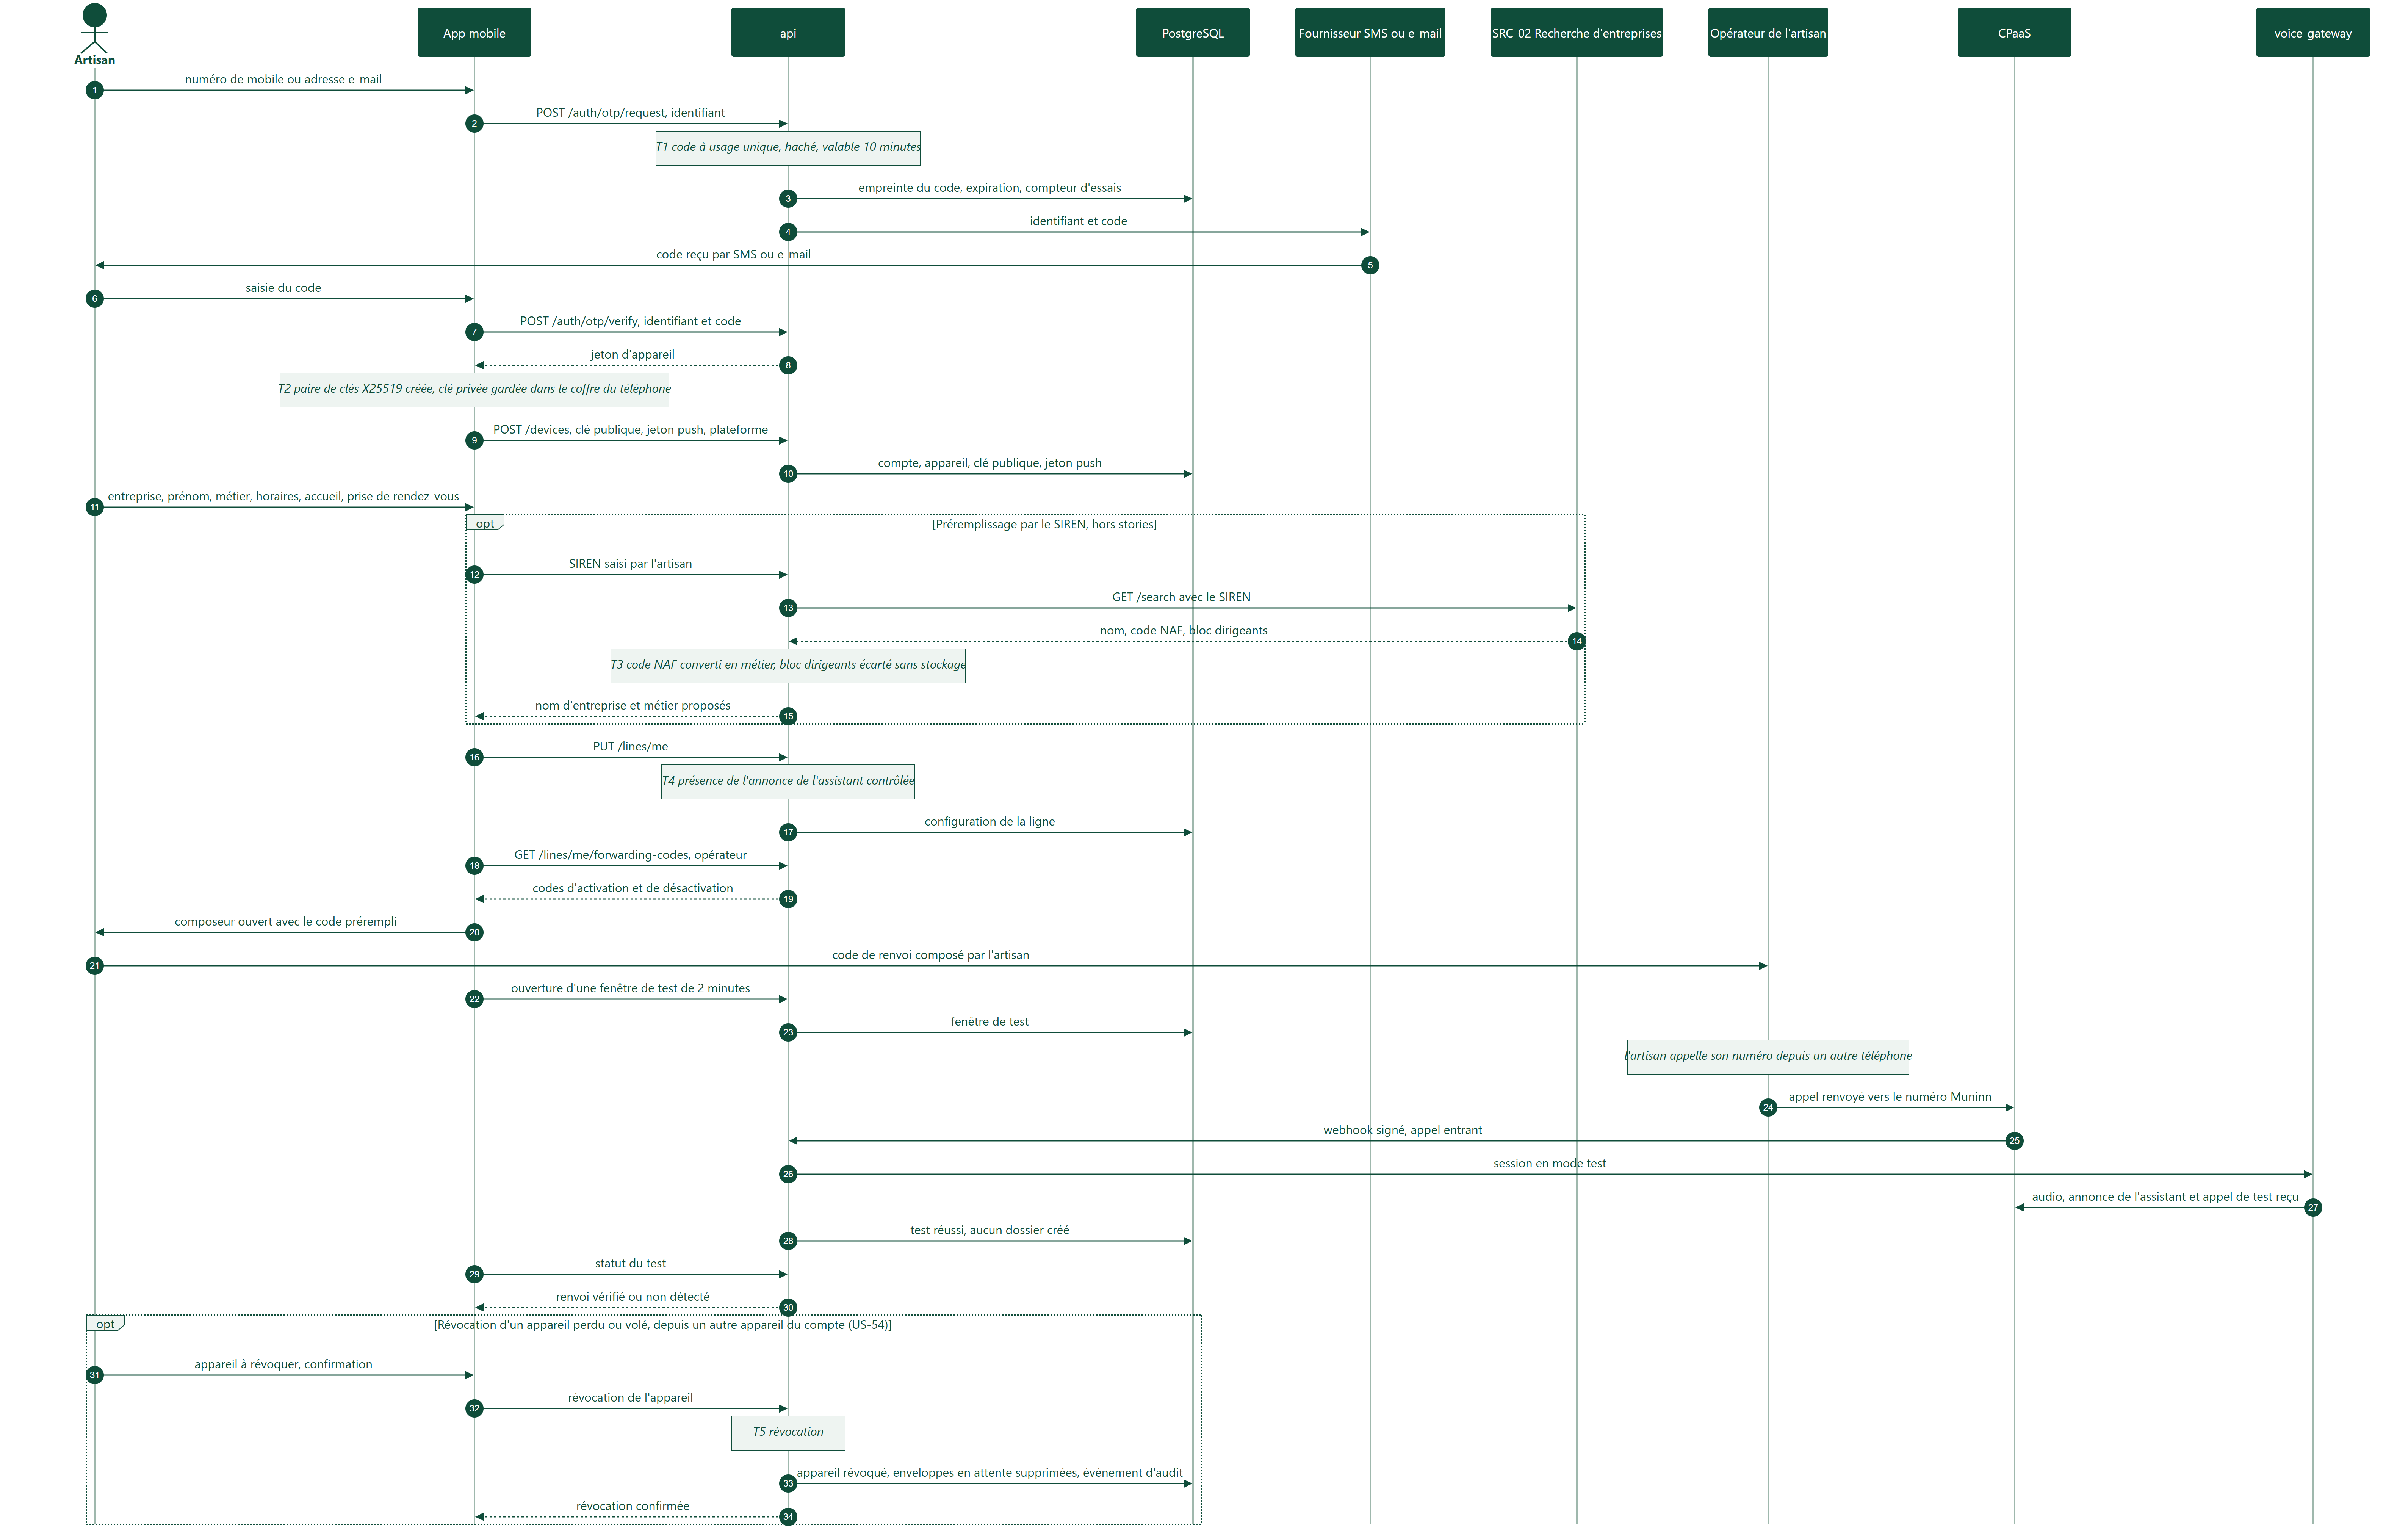 Artisan
App mobile
api
PostgreSQL
Fournisseur SMS ou e-mail
SRC-02 Recherche d'entreprises
Opérateur de l'artisan
CPaaS
voice-gateway
numéro de mobile ou adresse e-mail
1
POST /auth/otp/request, identifiant
2
T1 code à usage unique, haché, valable 10 minutes
empreinte du code, expiration, compteur d'essais
3
identifiant et code
4
code reçu par SMS ou e-mail
5
saisie du code
6
POST /auth/otp/verify, identifiant et code
7
jeton d'appareil
8
T2 paire de clés X25519 créée, clé privée gardée dans le coffre du téléphone
POST /devices, clé publique, jeton push, plateforme
9
compte, appareil, clé publique, jeton push
10
entreprise, prénom, métier, horaires, accueil, prise de rendez-vous
11
opt
[Préremplissage par le SIREN, hors stories]
SIREN saisi par l'artisan
12
GET /search avec le SIREN
13
nom, code NAF, bloc dirigeants
14
T3 code NAF converti en métier, bloc dirigeants écarté sans stockage
nom d'entreprise et métier proposés
15
PUT /lines/me
16
T4 présence de l'annonce de l'assistant contrôlée
configuration de la ligne
17
GET /lines/me/forwarding-codes, opérateur
18
codes d'activation et de désactivation
19
composeur ouvert avec le code prérempli
20
code de renvoi composé par l'artisan
21
ouverture d'une fenêtre de test de 2 minutes
22
fenêtre de test
23
l'artisan appelle son numéro depuis un autre téléphone
appel renvoyé vers le numéro Muninn
24
webhook signé, appel entrant
25
session en mode test
26
audio, annonce de l'assistant et appel de test reçu
27
test réussi, aucun dossier créé
28
statut du test
29
renvoi vérifié ou non détecté
30
opt
[Révocation d'un appareil perdu ou volé, depuis un autre appareil du compte (US-54)]
appareil à révoquer, confirmation
31
révocation de l'appareil
32
T5 révocation
appareil révoqué, enveloppes en attente supprimées, événement d'audit
33
révocation confirmée
34